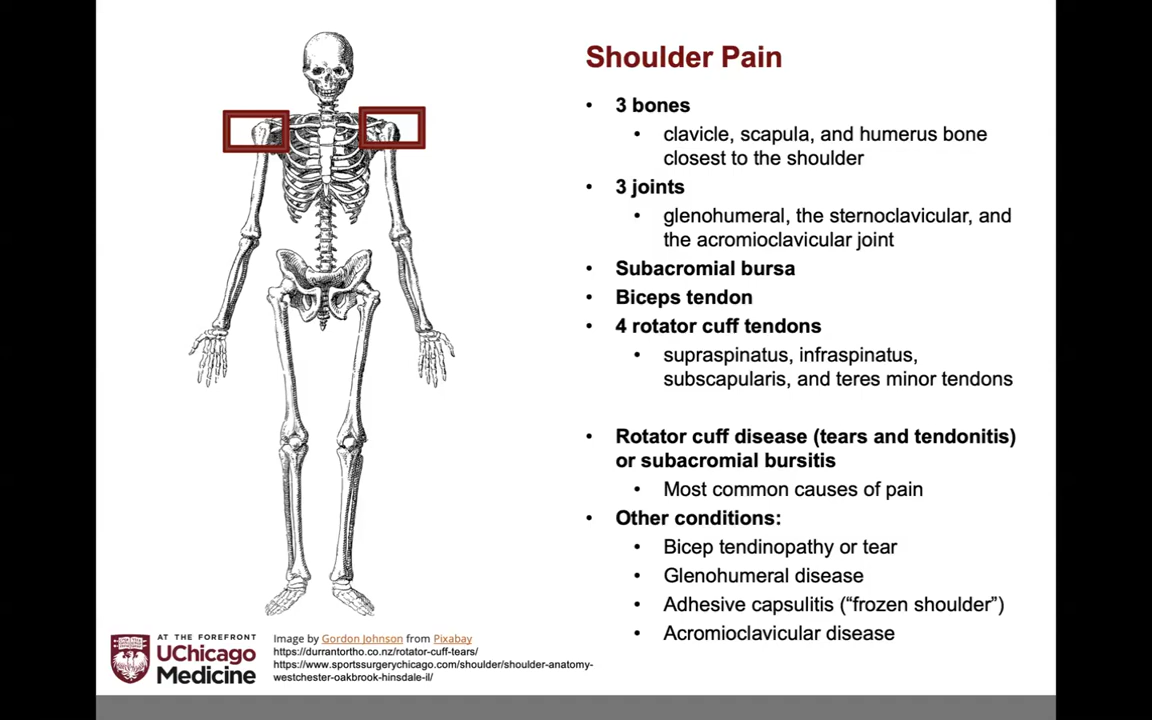 Shoulder Pain
• 3 bones
• clavicle, scapula, and humerus bone
closest to the shoulder
• 3 joints
• glenohumeral, the sternoclavicular, and
the acromioclavicular joint
• Subacromial bursa
• Biceps tendon
• 4 rotator cuff tendons
• supraspinatus, infraspinatus,
subscapularis, and teres minor tendons
• Rotator cuff disease (tears and tendonitis)
or subacromial bursitis
• Most common causes of pain
• Other conditions:
• Bicep tendinopathy or tear
• Glenohumeral disease
• Adhesive capsulitis (“frozen shoulder”)
• Acromioclavicular disease
AT THE FOREFRONT
UChicago
Medicine
Image by Gordon Johnson from Pixabay
https://durrantortho.co.nz/rotator-cuff-tears/
https://www.sportssurgerychicago.com/shoulder/shoulder-anatomy-
westchester-oakbrook-hinsdale-il/